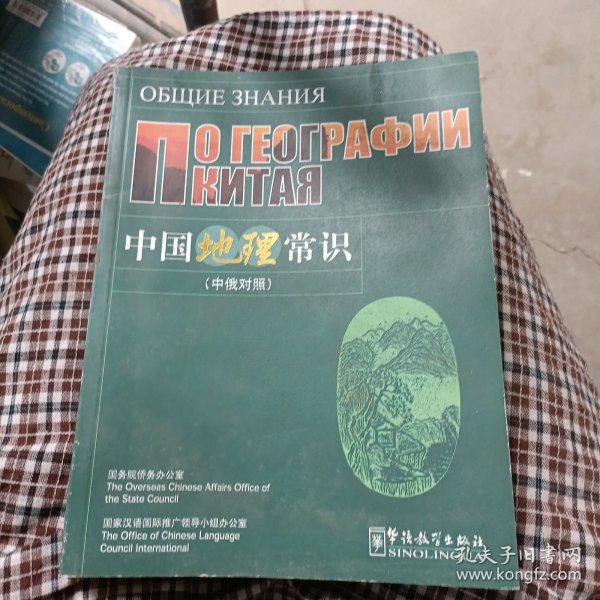 ОБЩИЕ ЗНАНИЯ
ПО ГЕОГРАФИИ
КИТАЯ
中国地理常识
（中俄对照）
国务院侨务办公室
The Overseas Chinese Affairs Office of
the State Council
国家汉语国际推广领导小组办公室
The Office of Chinese Language
Council International
华语教学出版社
SINOLING
孔夫子旧书网
www.kongfz.com
Contemporary